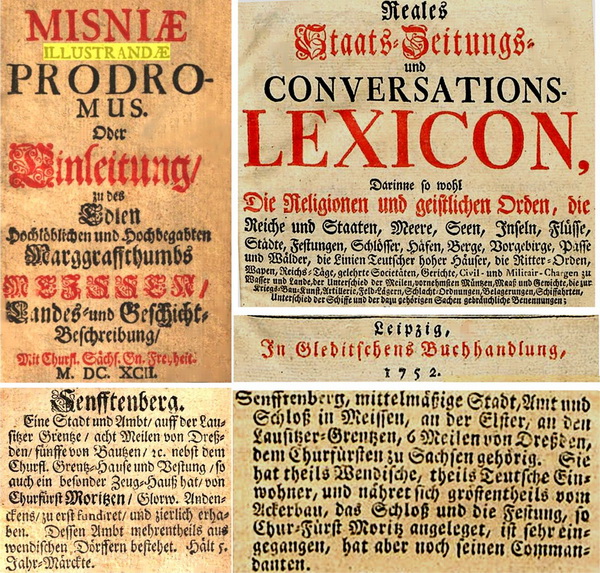 MISNIÆ
ILLUSTRANDÆ
PRODRO-
MUS.
Oder
Einleitung/
zu des
Edlen
Hochlöblichen und Hochbegabten
Marggraffthumbs
MEISSEN/
Landes- und Geschicht-
Beschreibung/
Mit Churfl. Sächs. Gn. Freyheit.
M. DC. XCII.
Reales
Staats-Zeitungs-
und
CONVERSATIONS-
LEXICON,
Darinne so wohl
Die Religionen und geistlichen Orden, die
Reiche und Staaten, Meere, Seen, Inseln, Flüsse,
Städte, Festungen, Schlösser, Häfen, Berge, Vorgebirge, Pässe
und Wälder, die Linien Teutscher hoher Häuser, die Ritter-Orden,
Wapen, Reichs-Täge, gelehrte Societäten, Gerichte, Civil- und Militair-Chargen zu
Wasser und Lande, der Unterschied der Meilen, vornehmsten Müntzen, Maaß und Gewichte, die zur
Kriegs-Bau-Kunst, Artillerie, Feld-Lägern, Schlacht-Ordnungen, Belagerungen, Schiffahrten,
Unterschied der Schiffe und der dazu gehörigen Sachen gebräuchliche Benennungen;
Leipzig,
In Gleditschens Buchhandlung,
1752.
Senfftenberg.
Eine Stadt und Ambt/ auff der Lau-
sitzer Grentze/ acht Meilen von Dreß-
den/ fünffe von Bautzen/ ꝛc. nebst dem
Churfl. Grentz-Hause und Vestung/ so
auch ein besonder Zeug-Hauß hat/ von
Churfürst Moritzen/ Glorw. Anden-
ckens/ zu erst fundiret/ und zierlich erha-
ben. Dessen Ambt mehrentheils aus
wendischen Dörffern bestehet. Hält 5.
Jahr-Märckte.
Senfftenberg, mittelmäßige Stadt, Amt und
Schloß in Meissen, an der Elster, an den
Lausitzer-Grentzen, 6 Meilen von Dreßden,
dem Churfürsten zu Sachsen gehörig. Sie
hat theils Wendische, theils Teutsche Ein-
wohner, und nähret sich gröstentheils vom
Ackerbau, das Schloß und die Festung, so
Chur-Fürst Moritz angeleget, ist sehr ein-
gegangen, hat aber noch seinen Comman-
danten.